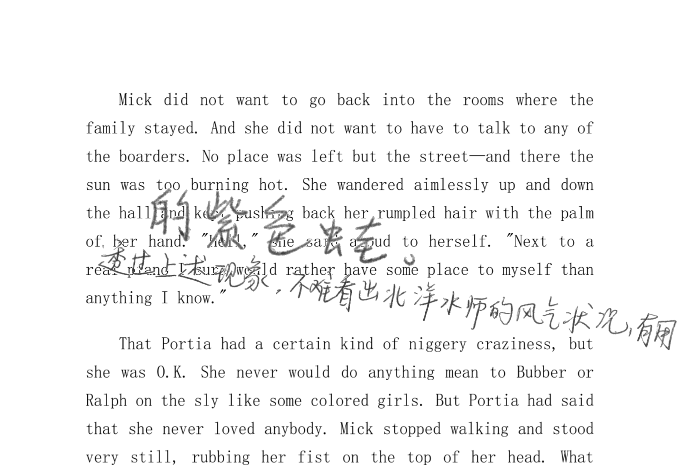 Mick did not want to go back into the rooms where the
family stayed. And she did not want to have to talk to any of
the boarders. No place was left but the street—and there the
sun was too burning hot. She wandered aimlessly up and down
the hall and kept pushing back her rumpled hair with the palm
的紫色
of her hand. "Hell," she said aloud to herself. "Next to a
real piano I sure would rather have some place to myself than
上述现象,不难看出北洋水师的风气状况,有用
anything I know."
That Portia had a certain kind of niggery craziness, but
she was O.K. She never would do anything mean to Bubber or
Ralph on the sly like some colored girls. But Portia had said
that she never loved anybody. Mick stopped walking and stood
very still, rubbing her fist on the top of her head. What